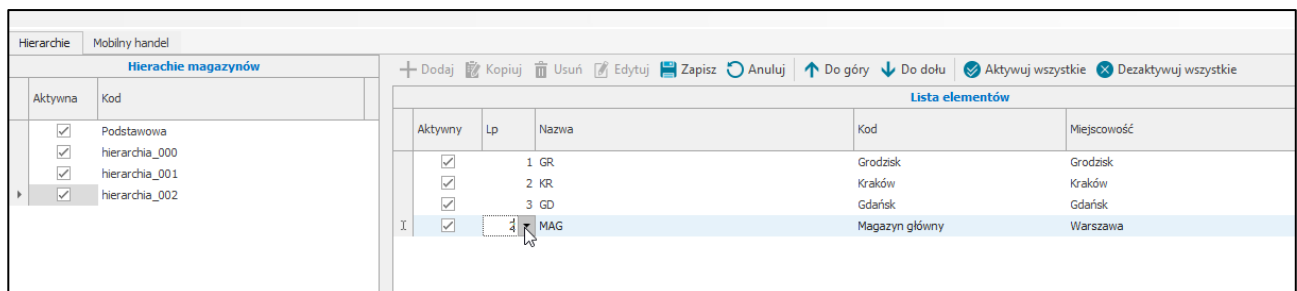 Hierarchie Mobilny handel
Hierachie magazynów
Dodaj Kopiuj Usuń Edytuj Zapisz Anuluj Do góry Do dołu Aktywuj wszystkie Dezaktywuj wszystkie
Aktywna Kod
Podstawowa
hierarchia_000
hierarchia_001
hierarchia_002
Lista elementów
Aktywny Lp Nazwa Kod Miejscowość
1 GR Grodzisk Grodzisk
2 KR Kraków Kraków
3 GD Gdańsk Gdańsk
4 MAG Magazyn główny Warszawa